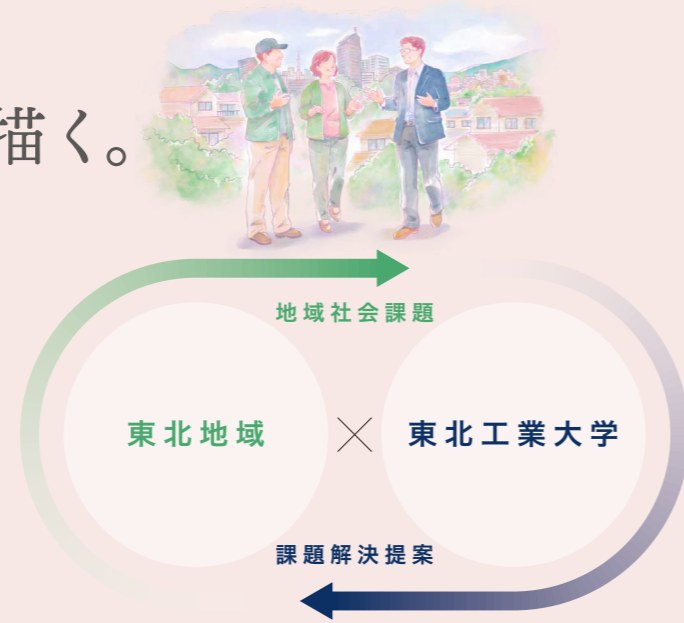 描く。
地域社会課題
東北地域
×
東北工業大学
課題解決提案